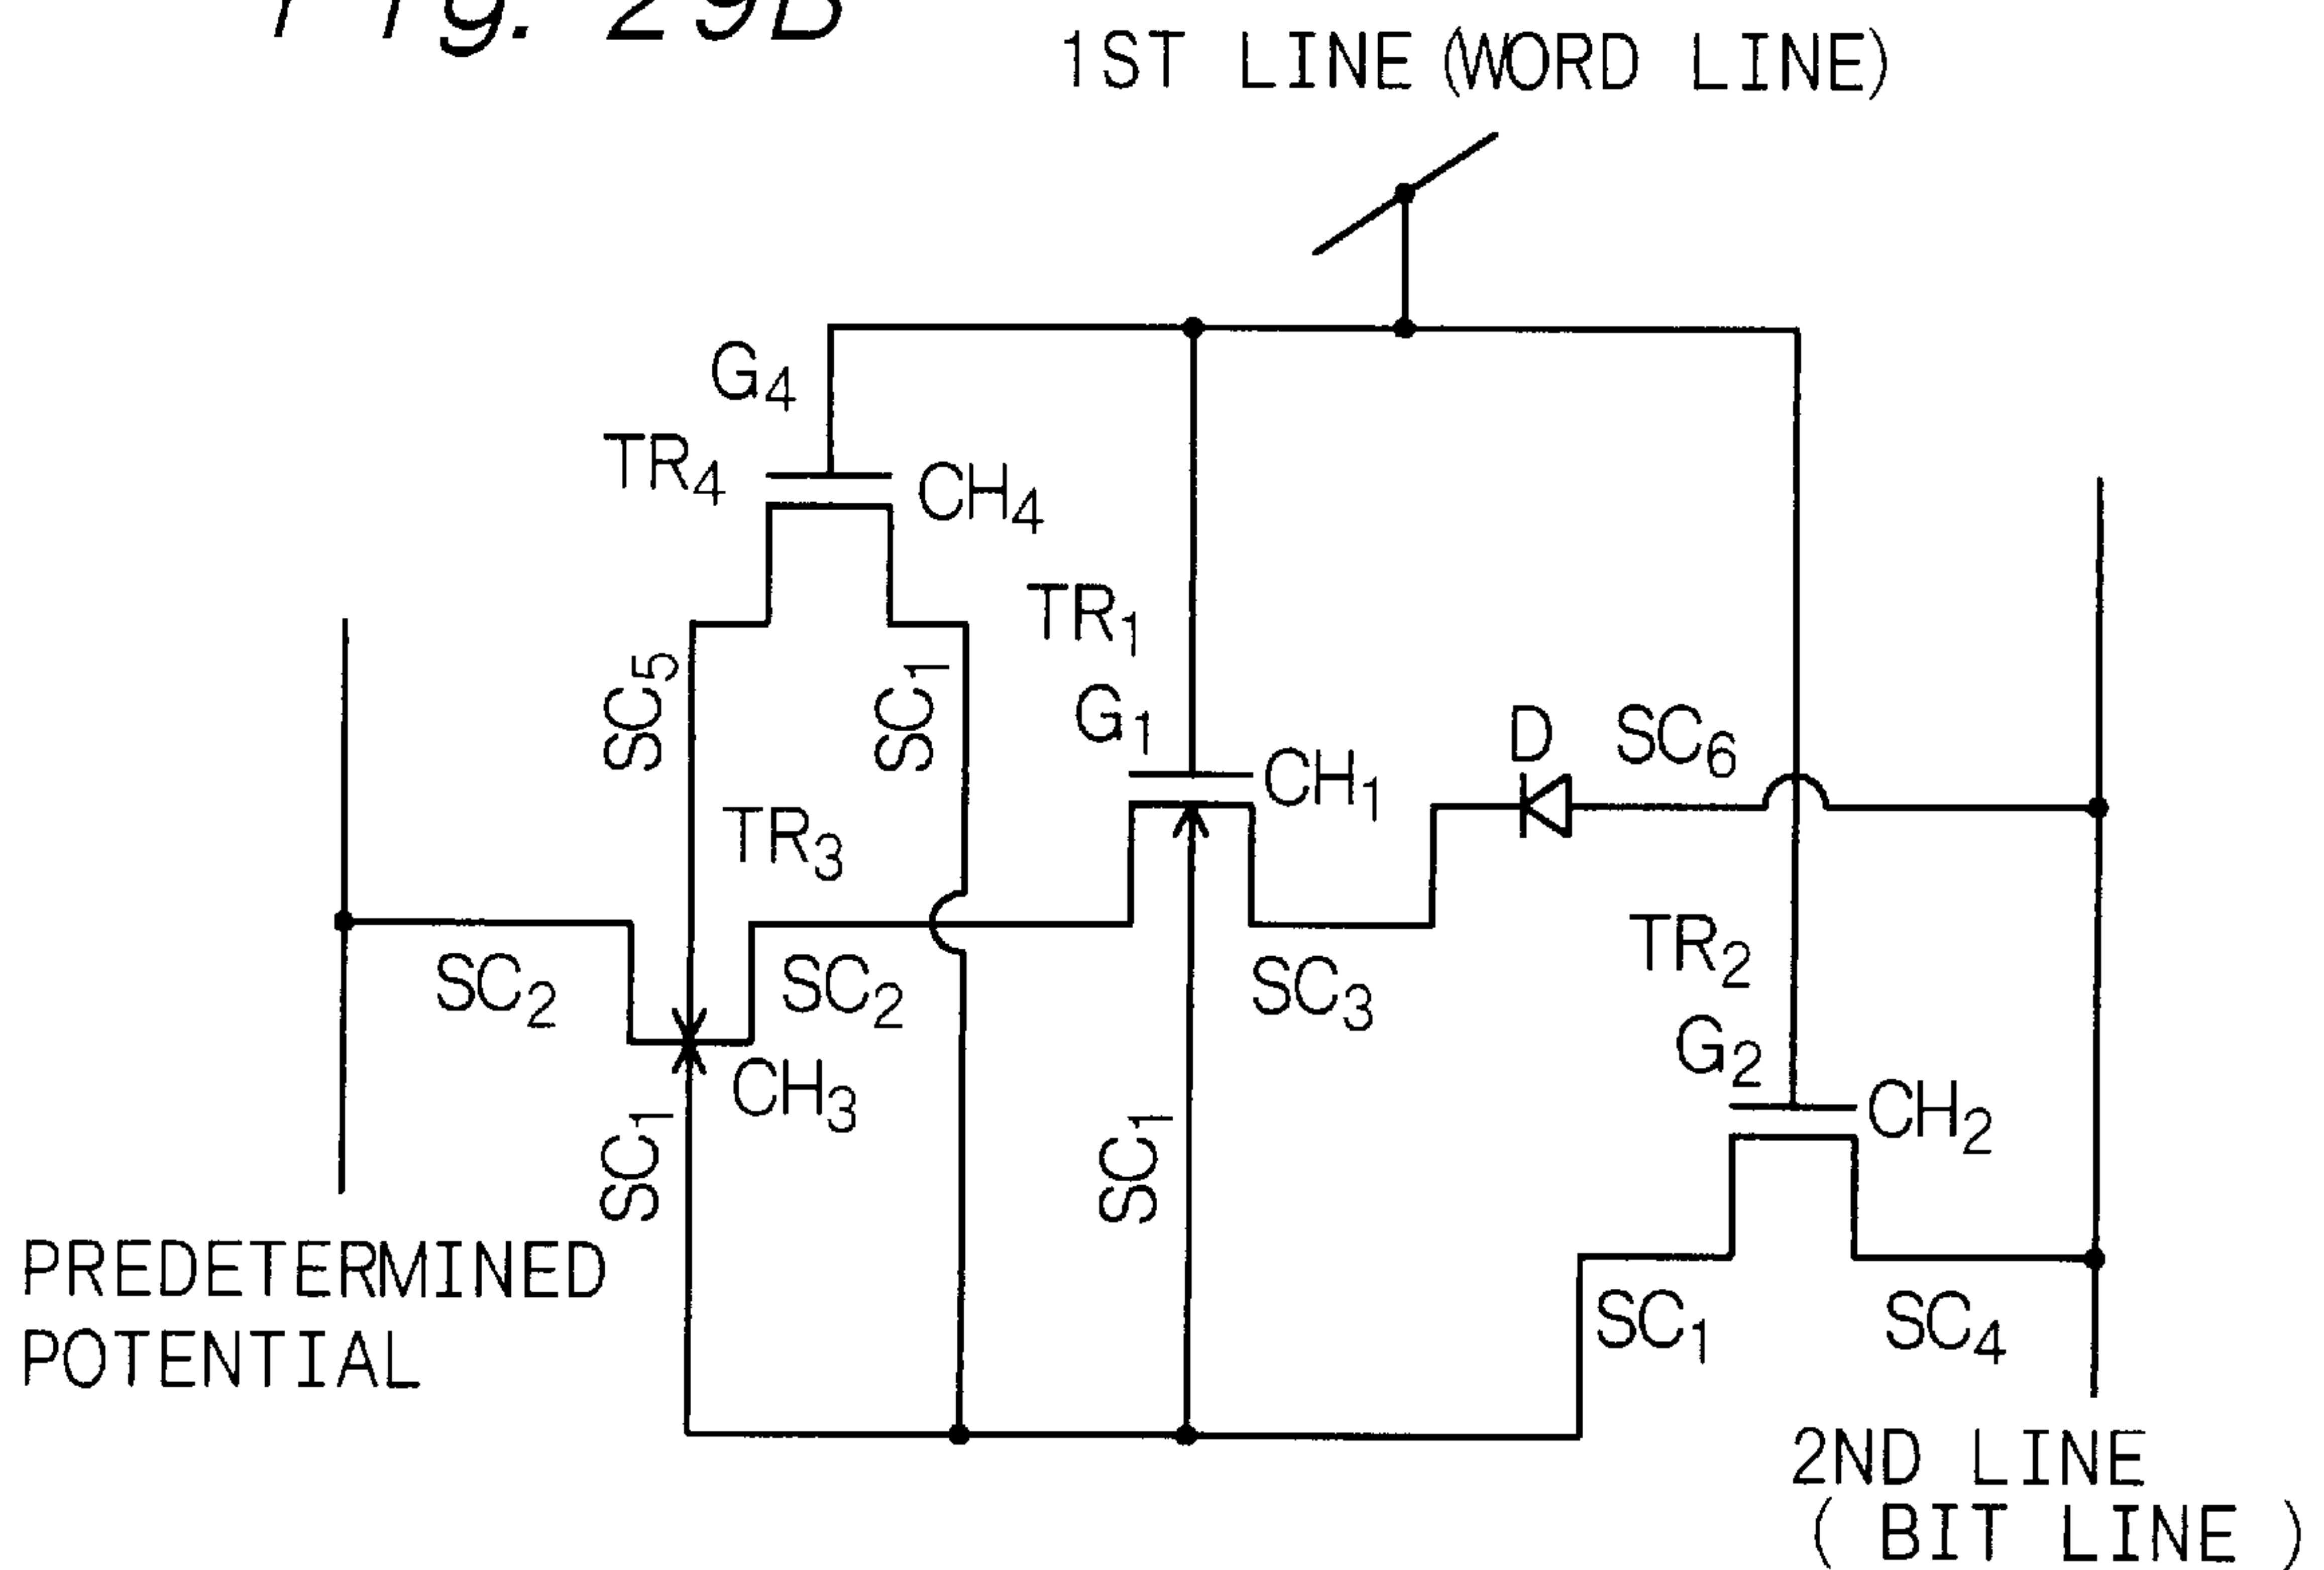 Fig. 29B
1ST LINE (WORD LINE)
G4
TR4
CH4
TR1
SC5
SC1
G1
CH1
D
SC6
TR3
TR2
SC2
SC2
SC3
G2
CH3
CH2
SC1
SC1
PREDETERMINED
POTENTIAL
SC1
SC4
2ND LINE
( BIT LINE )